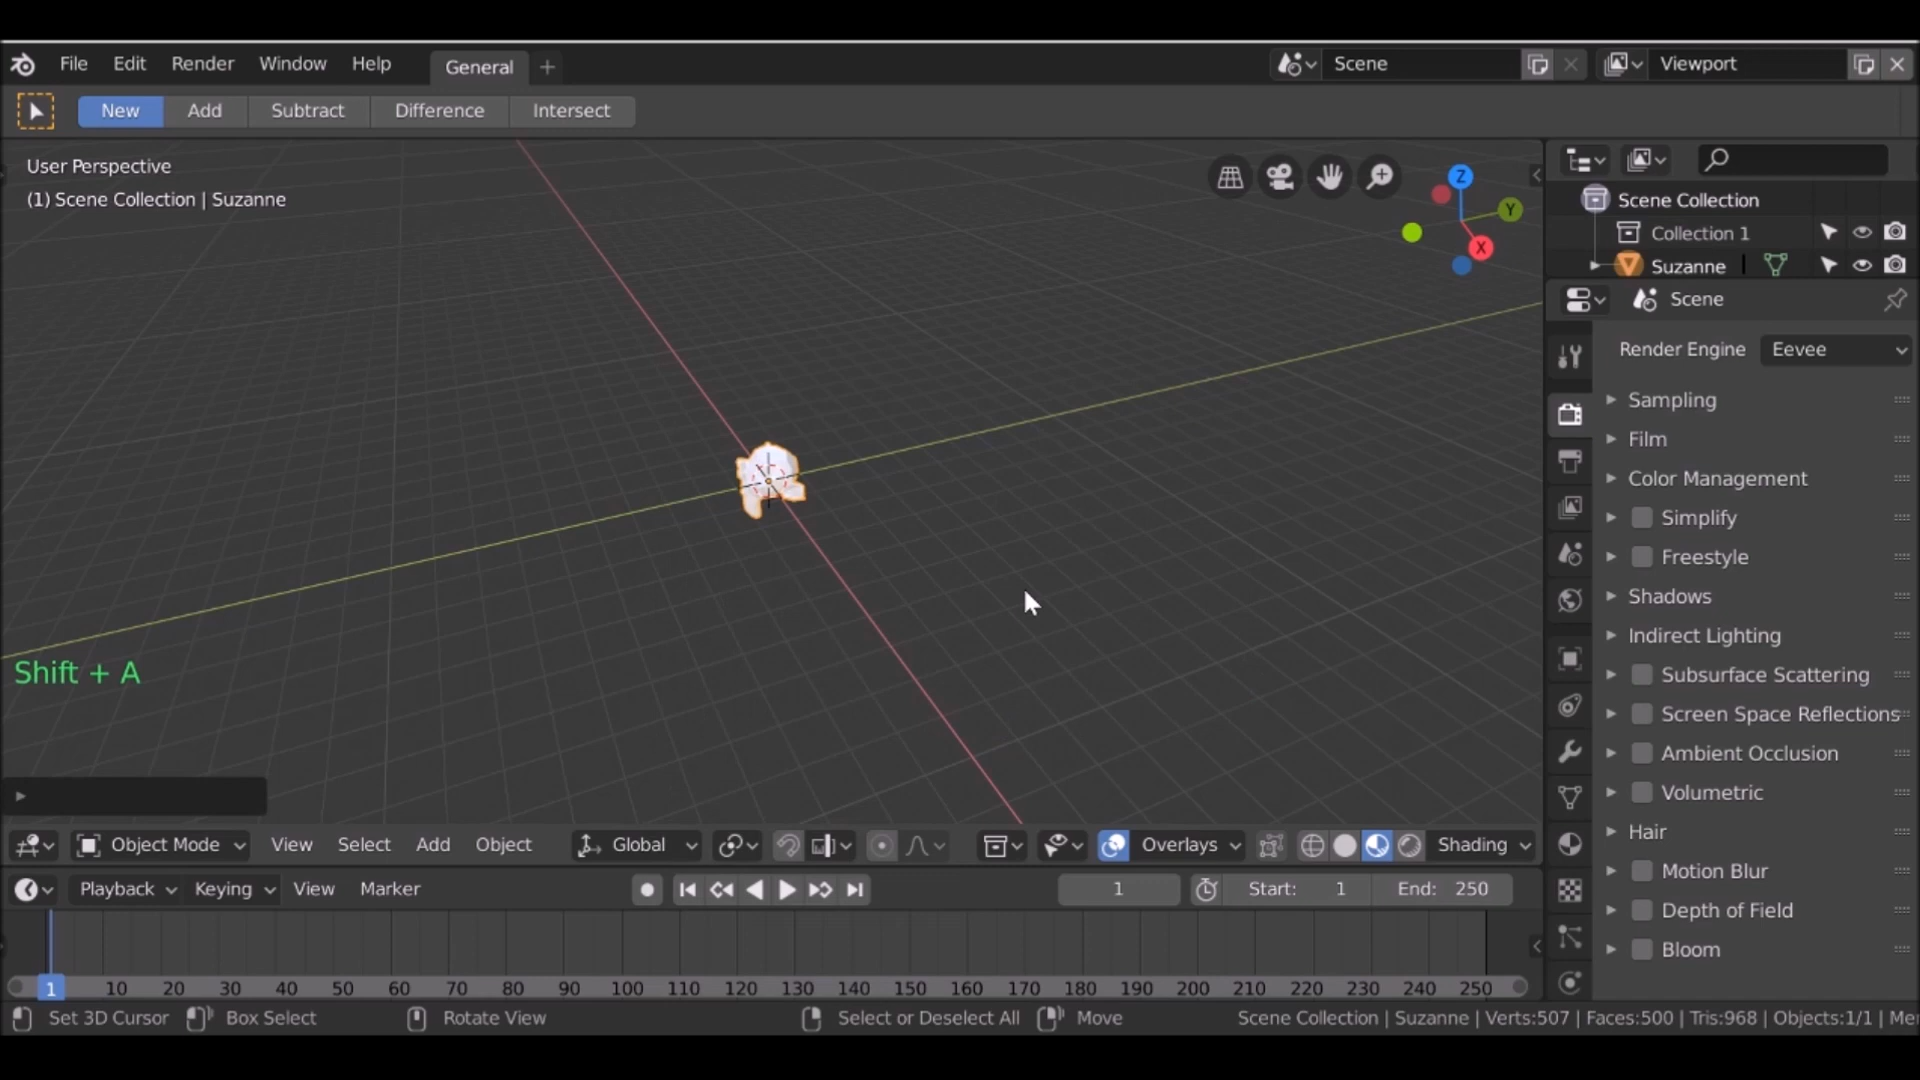 File Edit Render Window Help General + Scene Viewport
New Add Subtract Difference Intersect
User Perspective
(1) Scene Collection | Suzanne
Z
Y
X
Scene Collection
Collection 1
Suzanne
Scene
Render Engine Eevee
Sampling
Film
Color Management
Simplify
Freestyle
Shadows
Indirect Lighting
Subsurface Scattering
Screen Space Reflections
Ambient Occlusion
Volumetric
Hair
Motion Blur
Depth of Field
Bloom
Shift + A
Object Mode View Select Add Object Global Overlays Shading
Playback Keying View Marker 1 Start: 1 End: 250
1 10 20 30 40 50 60 70 80 90 100 110 120 130 140 150 160 170 180 190 200 210 220 230 240 250
Set 3D Cursor Box Select Rotate View Select or Deselect All Move Scene Collection | Suzanne | Verts:507 | Faces:500 | Tris:968 | Objects:1/1 |